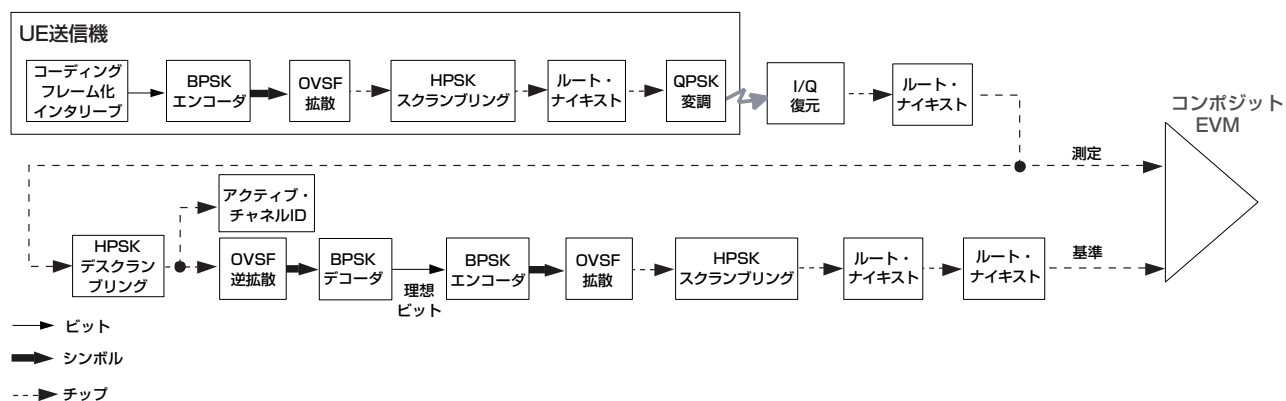 UE送信機
コーディング
フレーム化
インタリーブ
BPSK
エンコーダ
OVSF
拡散
HPSK
スクランブリング
ルート・
ナイキスト
QPSK
変調
I/Q
復元
ルート・
ナイキスト
コンポジット
EVM
測定
アクティブ・
チャネルID
HPSK
デスクラン
ブリング
OVSF
逆拡散
BPSK
デコーダ
理想
ビット
BPSK
エンコーダ
OVSF
拡散
HPSK
スクランブリング
ルート・
ナイキスト
ルート・
ナイキスト
基準
ビット
シンボル
チップ